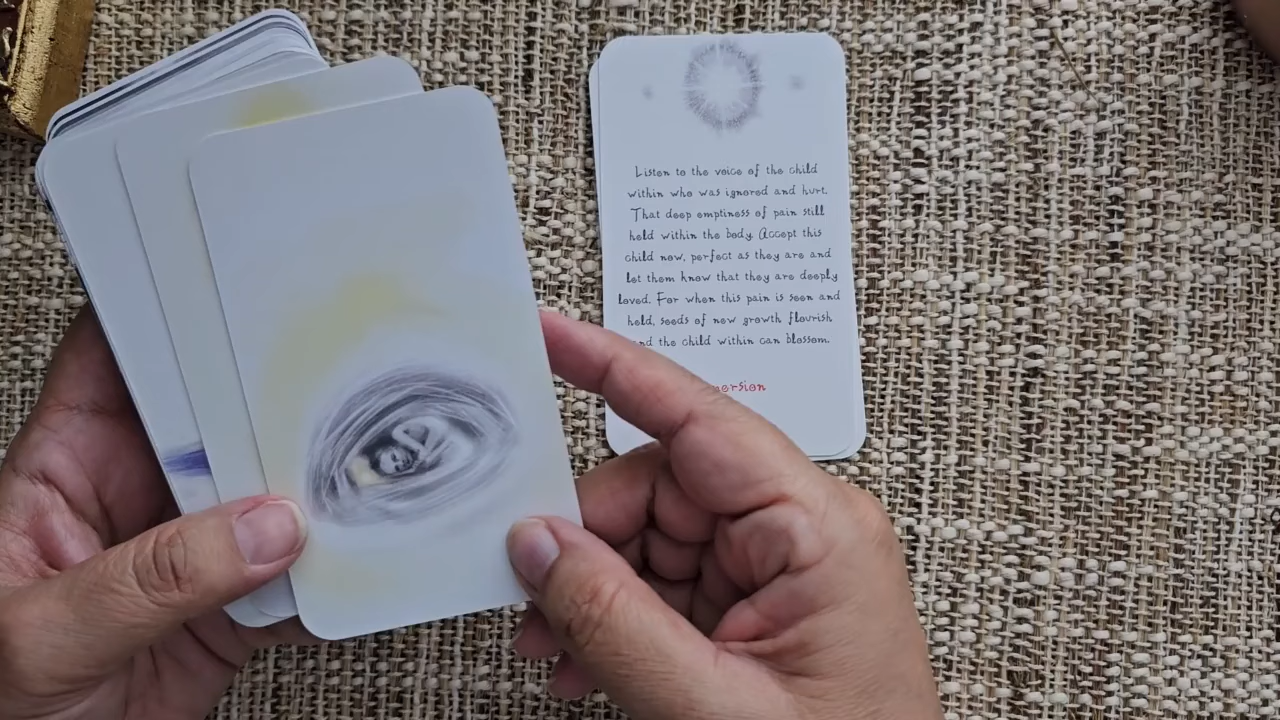 Listen to the voice of the child
within who was ignored and hurt.
That deep emptiness of pain still
held within the body. Accept this
child now, perfect as they are and
let them know that they are deeply
loved. For when this pain is seen and
held, seeds of new growth flourish
and the child within can blossom.